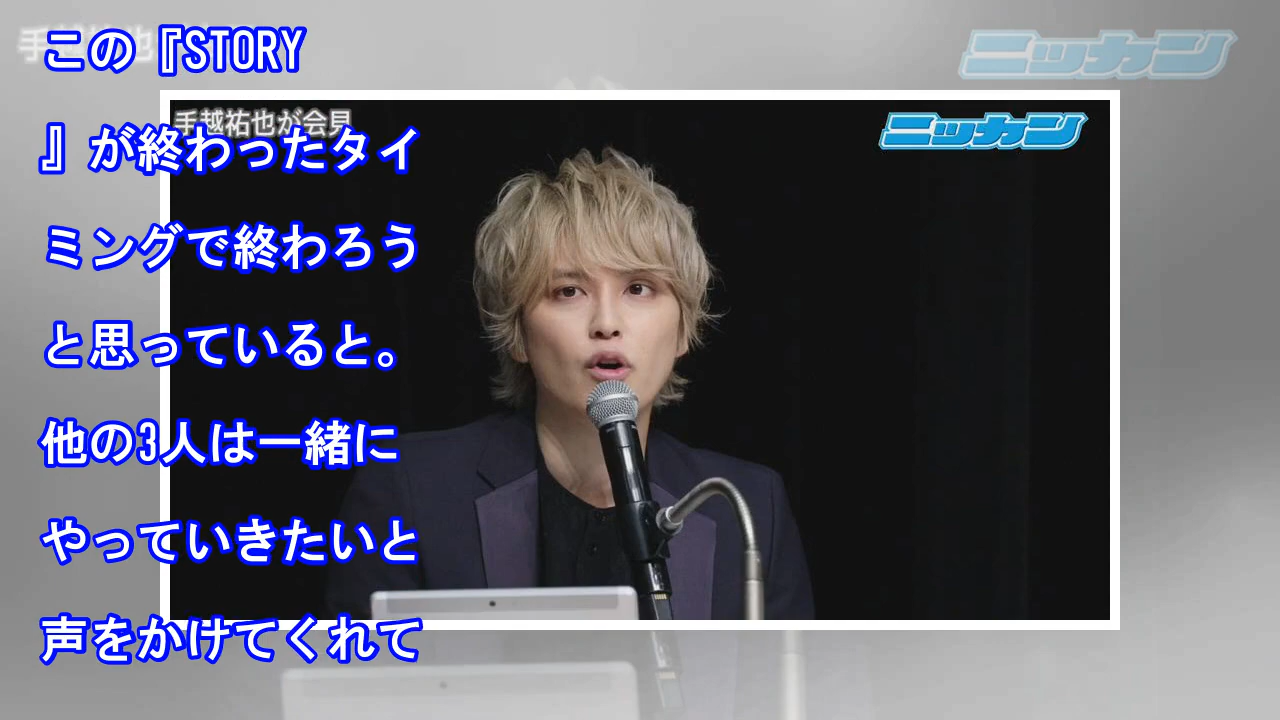 この『STORY
』が終わったタイ
ミングで終わろう
と思っていると。
他の3人は一緒に
やっていきたいと
声をかけてくれて
手越祐也が会見
ニッカン
ニッカン